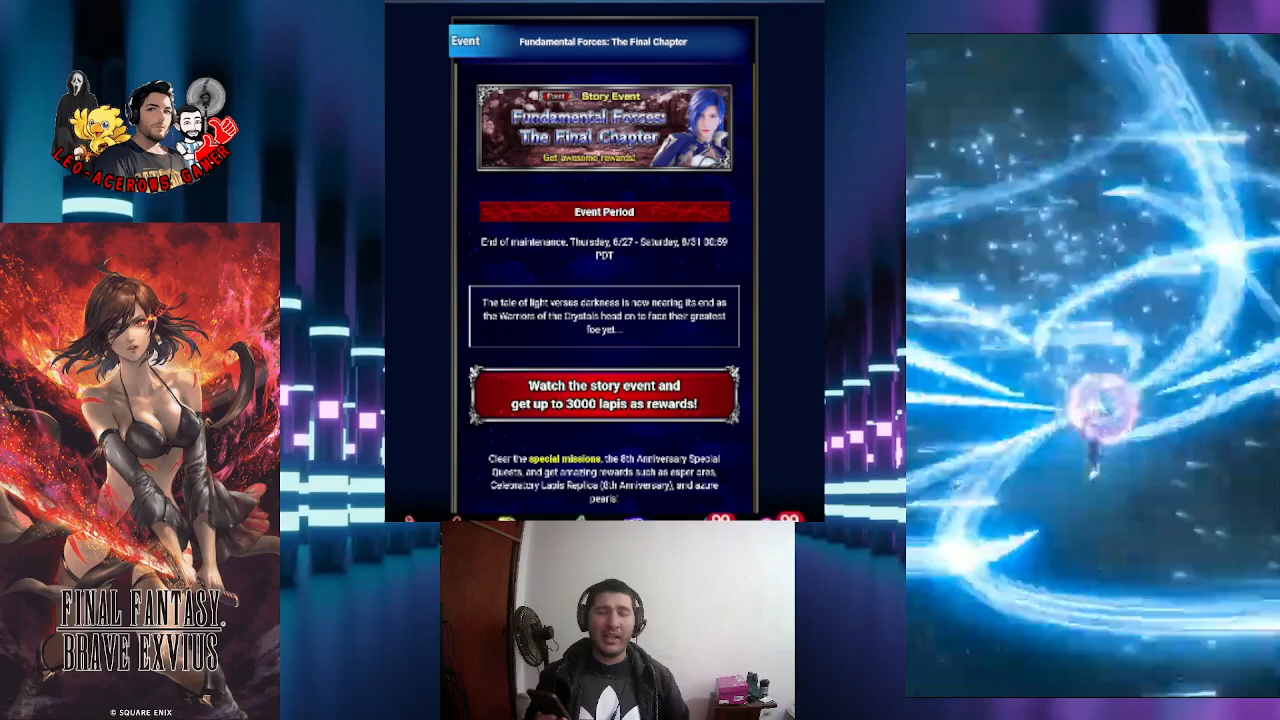 Event
Fundamental Forces: The Final Chapter
Event
Story Event
Fundamental Forces:
The Final Chapter
Get awesome rewards!
Event Period
End of maintenance, Thursday, 6/27 - Saturday, 8/31 00:59
PDT
The tale of light versus darkness is now nearing its end as
the Warriors of the Crystals head on to face their greatest
foe yet...
Watch the story event and
get up to 3000 lapis as rewards!
Clear the special missions, the 8th Anniversary Special
Quests, and get amazing rewards such as esper ores,
Celebratory Lapis Replica (8th Anniversary), and azure
pearls!
LEO-ACEROWS GAMER
FINAL FANTASY.
BRAVE EXVIUS
© SQUARE ENIX